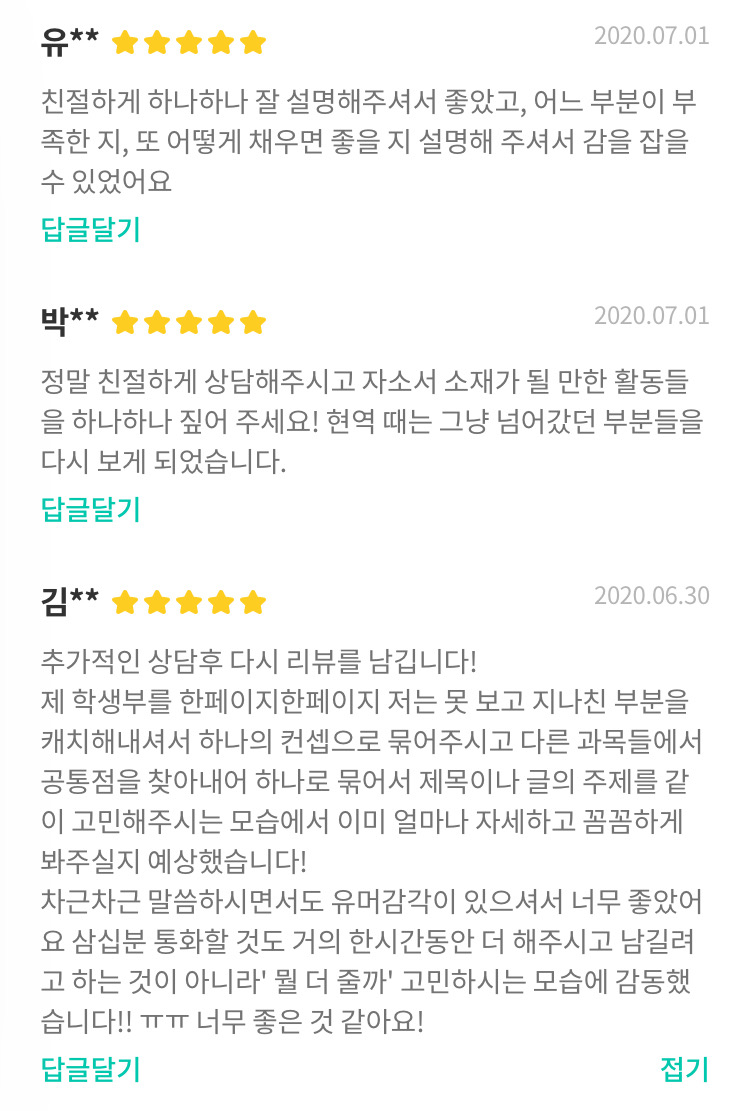 유** ★★★★★ 2020.07.01
친절하게 하나하나 잘 설명해주셔서 좋았고, 어느 부분이 부
족한 지, 또 어떻게 채우면 좋을 지 설명해 주셔서 감을 잡을
수 있었어요
답글달기
박** ★★★★★ 2020.07.01
정말 친절하게 상담해주시고 자소서 소재가 될 만한 활동들
을 하나하나 짚어 주세요! 현역 때는 그냥 넘어갔던 부분들을
다시 보게 되었습니다.
답글달기
김** ★★★★★ 2020.06.30
추가적인 상담후 다시 리뷰를 남깁니다!
제 학생부를 한페이지한페이지 저는 못 보고 지나친 부분을
캐치해내셔서 하나의 컨셉으로 묶어주시고 다른 과목들에서
공통점을 찾아내어 하나로 묶어서 제목이나 글의 주제를 같
이 고민해주시는 모습에서 이미 얼마나 자세하고 꼼꼼하게
봐주실지 예상했습니다!
차근차근 말씀하시면서도 유머감각이 있으셔서 너무 좋았어
요 삼십분 통화할 것도 거의 한시간동안 더 해주시고 남길려
고 하는 것이 아니라' 뭘 더 줄까' 고민하시는 모습에 감동했
습니다!! ㅠㅠ 너무 좋은 것 같아요!
답글달기 접기